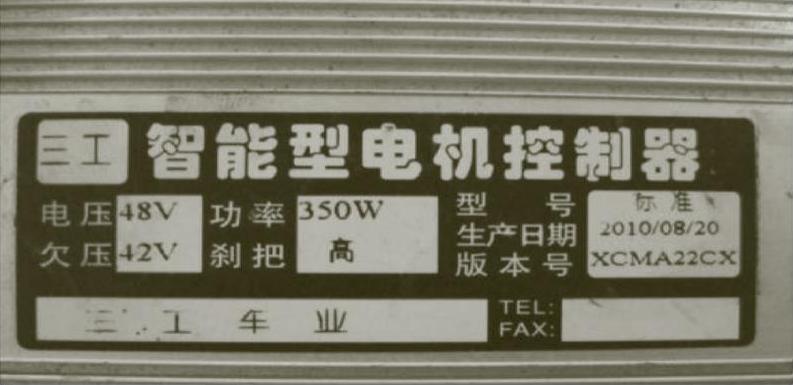 三工 智能型电机控制器
电压 48V 功率 350W 型号 标准
欠压 42V 刹把 高 生产日期 2010/08/20
版本号 XCMA22CX
三工车业 TEL:
FAX: